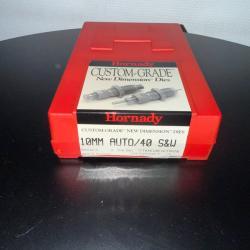 Hornady
CUSTOM-GRADE
New Dimension Dies
Hornady
CUSTOM-GRADE NEW DIMENSION DIES
10MM AUTO/40 S&W